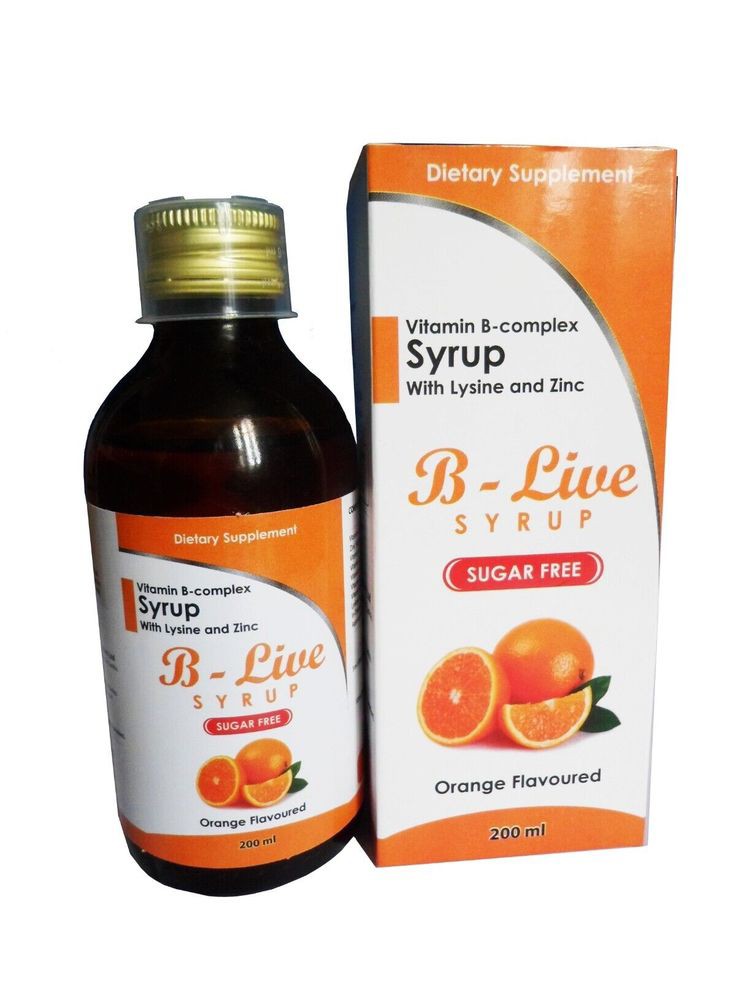 Dietary Supplement
Vitamin B-complex
Syrup
With Lysine and Zinc
B - Live
SYRUP
SUGAR FREE
Orange Flavoured
200 ml
Dietary Supplement
Vitamin B-complex
Syrup
With Lysine and Zinc
B - Live
SYRUP
SUGAR FREE
Orange Flavoured
200 ml